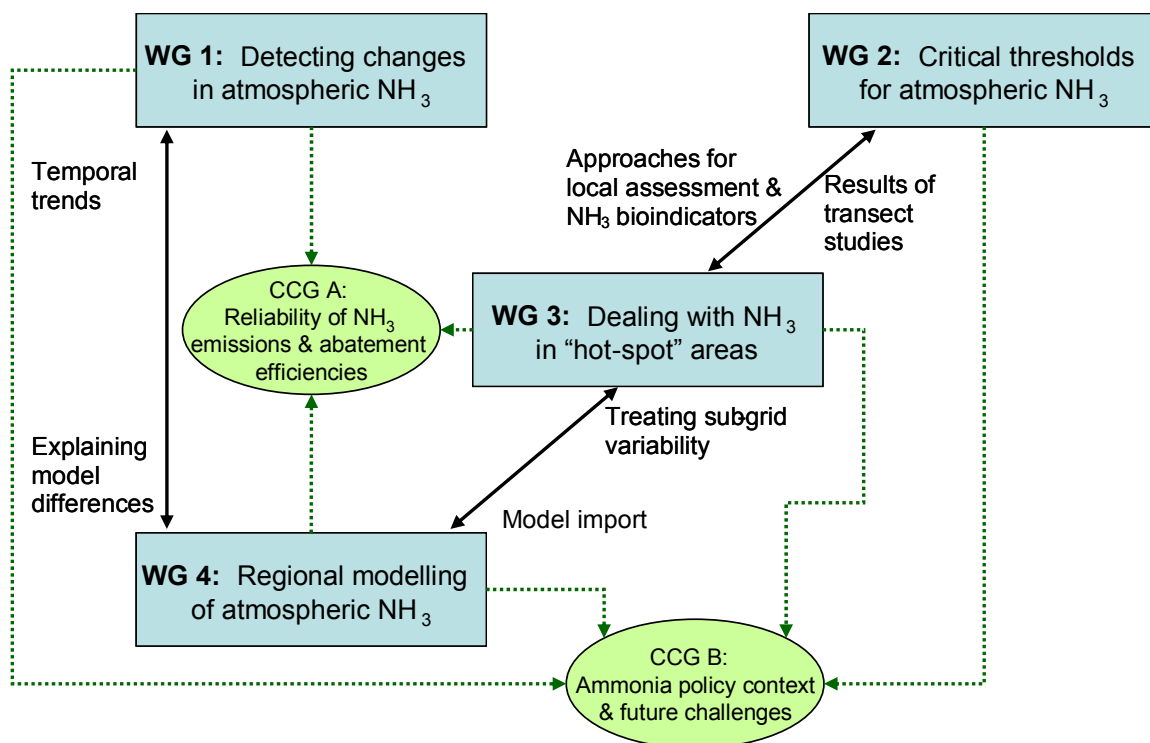 WG 1: Detecting changes
in atmospheric NH₃
WG 2: Critical thresholds
for atmospheric NH₃
Temporal
trends
Approaches for
local assessment &
NH₃ bioindicators
Results of
transect
studies
CCG A:
Reliability of NH₃
emissions & abatement
efficiencies
WG 3: Dealing with NH₃
in “hot-spot” areas
Treating sub-grid
variability
Explaining
model
differences
Model import
WG 4: Regional modelling
of atmospheric NH₃
CCG B:
Ammonia policy context
& future challenges